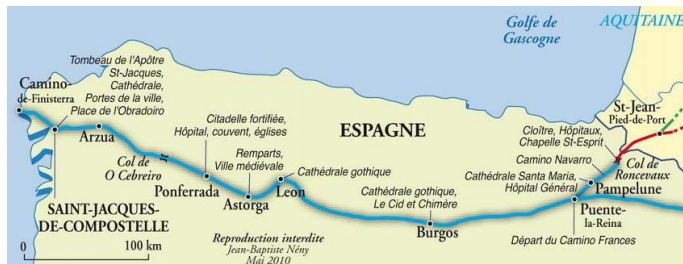 Golfe de
Gascogne
AQUITAINE
Camino-
de-Finisterra
Tombeau de l'Apôtre
St-Jacques,
Cathédrale,
Portes de la ville,
Place de l'Obradoiro
Arzua
Col de
O Cebreiro
SAINT-JACQUES-
DE-COMPOSTELLE
0 100 km
Citadelle fortifiée,
Hôpital, couvent, églises
Ponferrada
Remparts,
Ville médiévale
Astorga
Cathédrale gothique
Leon
ESPAGNE
Cathédrale gothique,
Le Cid et Chimère
Burgos
Reproduction interdite
Jean-Baptiste Nény
Mai 2010
St-Jean-
Pied-de-Port
Cloître, Hôpitaux,
Chapelle St-Esprit
Col de
Roncevaux
Camino Navarro
Cathédrale Santa Maria,
Hôpital Général
Pampelune
Puente-
la-Reina
Départ du Camino Frances